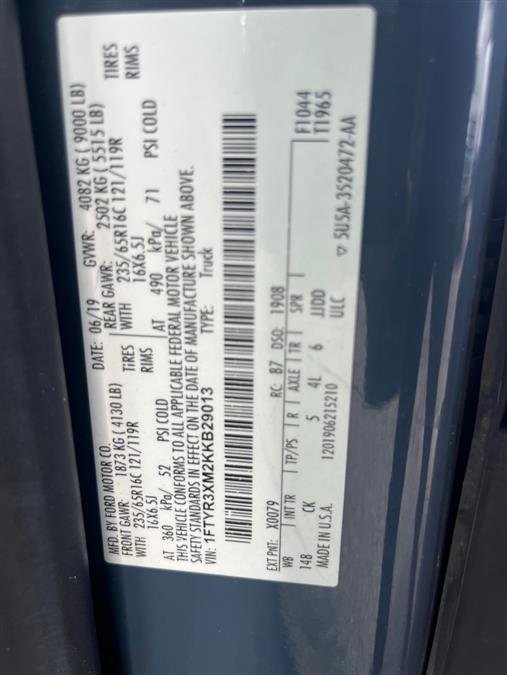 MFD. BY FORD MOTOR CO.
DATE: 06/19 GVWR: 4082 KG ( 9000 LB)
FRONT GAWR: 1873 KG ( 4130 LB)
REAR GAWR: 2502 KG ( 5515 LB)
WITH 235/65R16C 121/119R TIRES
WITH 235/65R16C 121/119R TIRES
16X6.5J RIMS
16X6.5J RIMS
AT 360 kPa/ 52 PSI COLD
AT 490 kPa/ 71 PSI COLD
THIS VEHICLE CONFORMS TO ALL APPLICABLE FEDERAL MOTOR VEHICLE
SAFETY STANDARDS IN EFFECT ON THE DATE OF MANUFACTURE SHOWN ABOVE.
VIN: 1FTYR3XM2KKB29013 TYPE: Truck
EXT PNT: X0079 RC: 87 DSO: 1908 F1044
T1965
WB INT TR TP/PS R AXLE TR SPR
148 CK 5 4L 6 JJDD
MADE IN U.S.A. 1201906215210 ULC ▽ 5U5A-3520472-AA